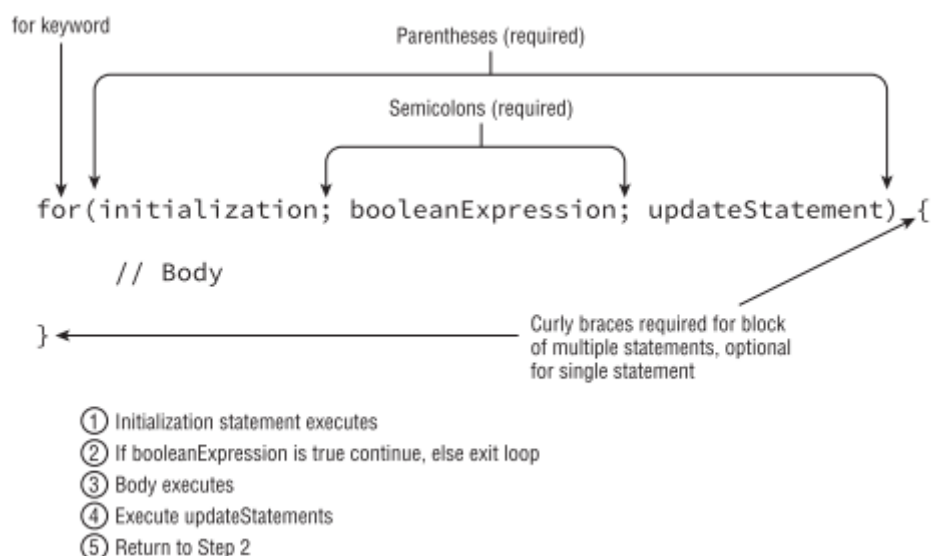 for keyword
Parentheses (required)
Semicolons (required)
for(initialization; booleanExpression; updateStatement) {
// Body
}
Curly braces required for block
of multiple statements, optional
for single statement
① Initialization statement executes
② If booleanExpression is true continue, else exit loop
③ Body executes
④ Execute updateStatements
⑤ Return to Step 2